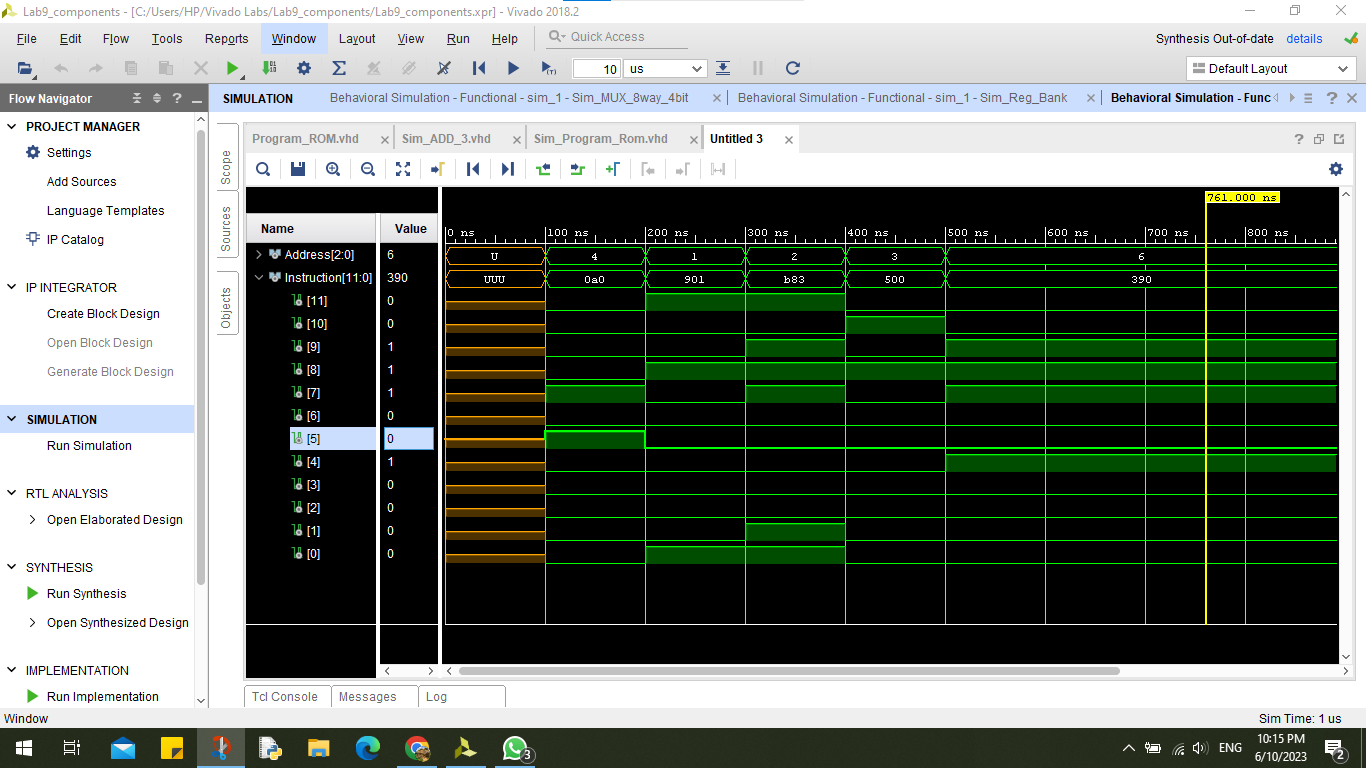 Lab9_components - [C:/Users/HP/Vivado Labs/Lab9_components/Lab9_components.xpr] - Vivado 2018.2
File Edit Flow Tools Reports Window Layout View Run Help Quick Access Synthesis Out-of-date details
10 us Default Layout
Flow Navigator SIMULATION Behavioral Simulation - Functional - sim_1 - Sim_MUX_8way_4bit Behavioral Simulation - Functional - sim_1 - Sim_Reg_Bank Behavioral Simulation - Func
PROJECT MANAGER
Settings
Add Sources
Language Templates
IP Catalog
IP INTEGRATOR
Create Block Design
Open Block Design
Generate Block Design
SIMULATION
Run Simulation
RTL ANALYSIS
Open Elaborated Design
SYNTHESIS
Run Synthesis
Open Synthesized Design
IMPLEMENTATION
Run Implementation
Scope
Sources
Objects
Program_ROM.vhd Sim_ADD_3.vhd Sim_Program_Rom.vhd Untitled 3
761.000 ns
Name Value 0 ns 100 ns 200 ns 300 ns 400 ns 500 ns 600 ns 700 ns 800 ns
Address[2:0] 6 U 4 1 2 3 6
Instruction[11:0] 390 UUU 0a0 901 b83 500 390
[11] 0
[10] 0
[9] 1
[8] 1
[7] 1
[6] 0
[5] 0
[4] 1
[3] 0
[2] 0
[1] 0
[0] 0
Tcl Console Messages Log
Window Sim Time: 1 us
3 ENG 10:15 PM
6/10/2023 2